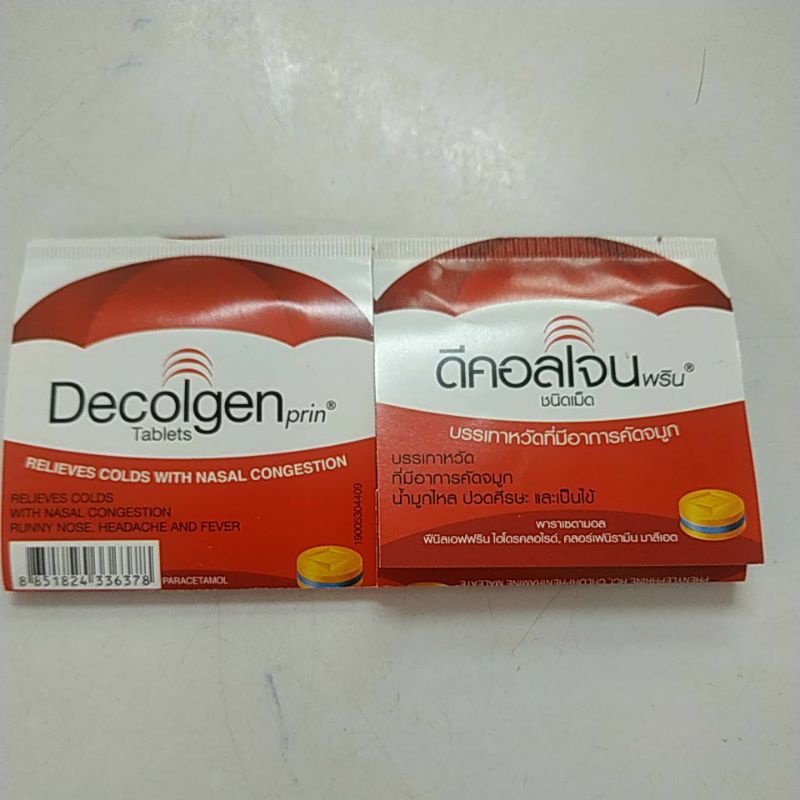 Decolgen prin®
Tablets
RELIEVES COLDS WITH NASAL CONGESTION
RELIEVES COLDS
WITH NASAL CONGESTION
RUNNY NOSE, HEADACHE AND FEVER
19005304409
8 851824 336378
PARACETAMOL
ดีคอลเจน พริน®
ชนิดเม็ด
บรรเทาหวัดที่มีอาการคัดจมูก
บรรเทาหวัด
ที่มีอาการคัดจมูก
น้ำมูกไหล ปวดศีรษะ และเป็นไข้
พาราเซตามอล
ฟีนิลเอฟฟริน ไฮโดรคลอไรด์, คลอร์เฟนิรามีน มาลีเอต
PHENYLEPHRINE HCl, CHLORPHENIRAMINE MALEATE